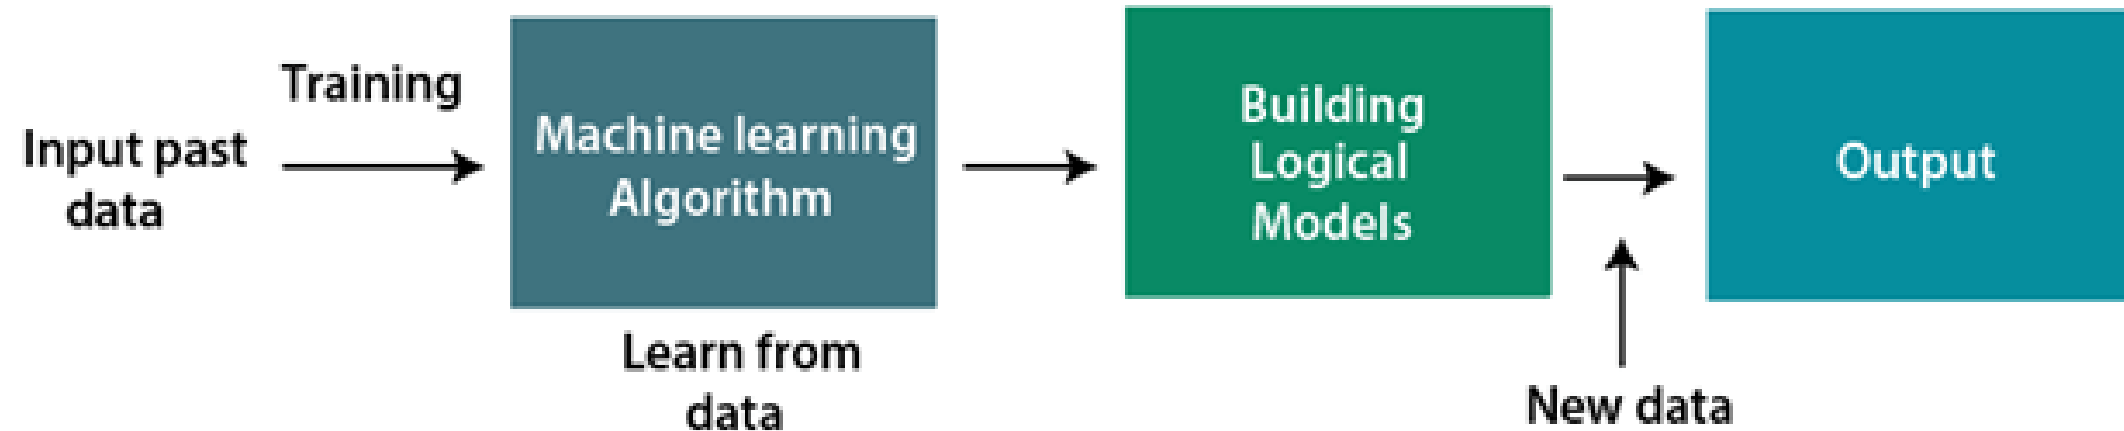 Training
Input past
data
Machine learning
Algorithm
Learn from
data
Building
Logical
Models
New data
Output